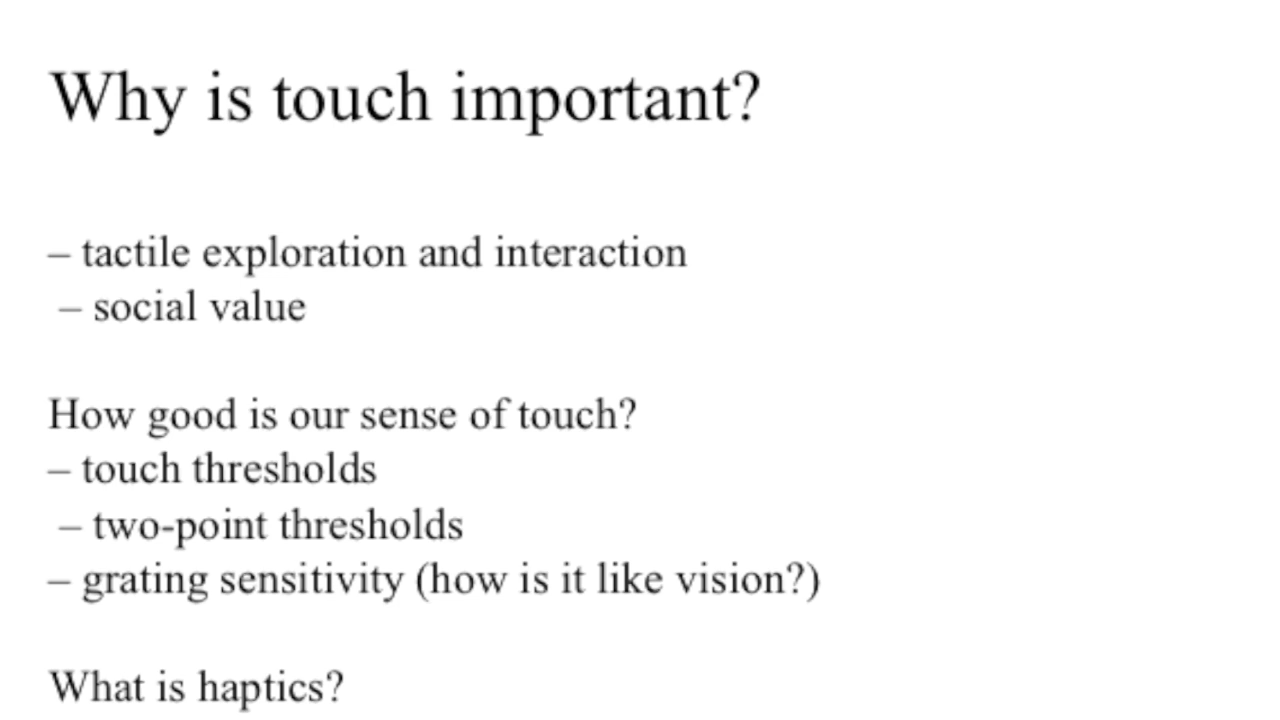 Why is touch important?
– tactile exploration and interaction
– social value
How good is our sense of touch?
– touch thresholds
– two-point thresholds
– grating sensitivity (how is it like vision?)
What is haptics?